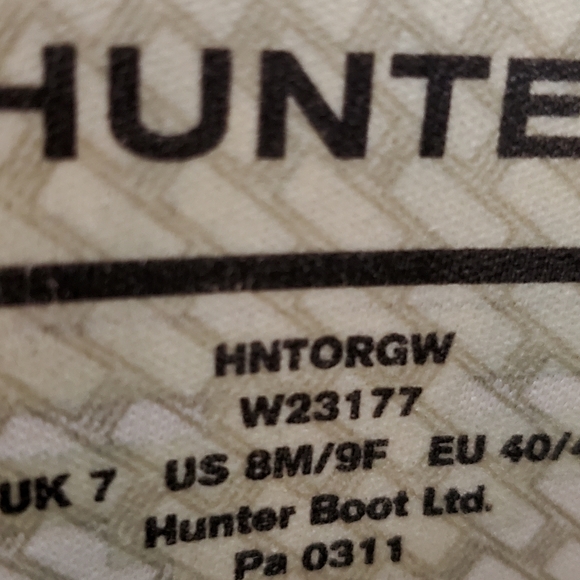 HUNTE
HNTORGW
W23177
UK 7 US 8M/9F EU 40/4
Hunter Boot Ltd.
Pa 0311